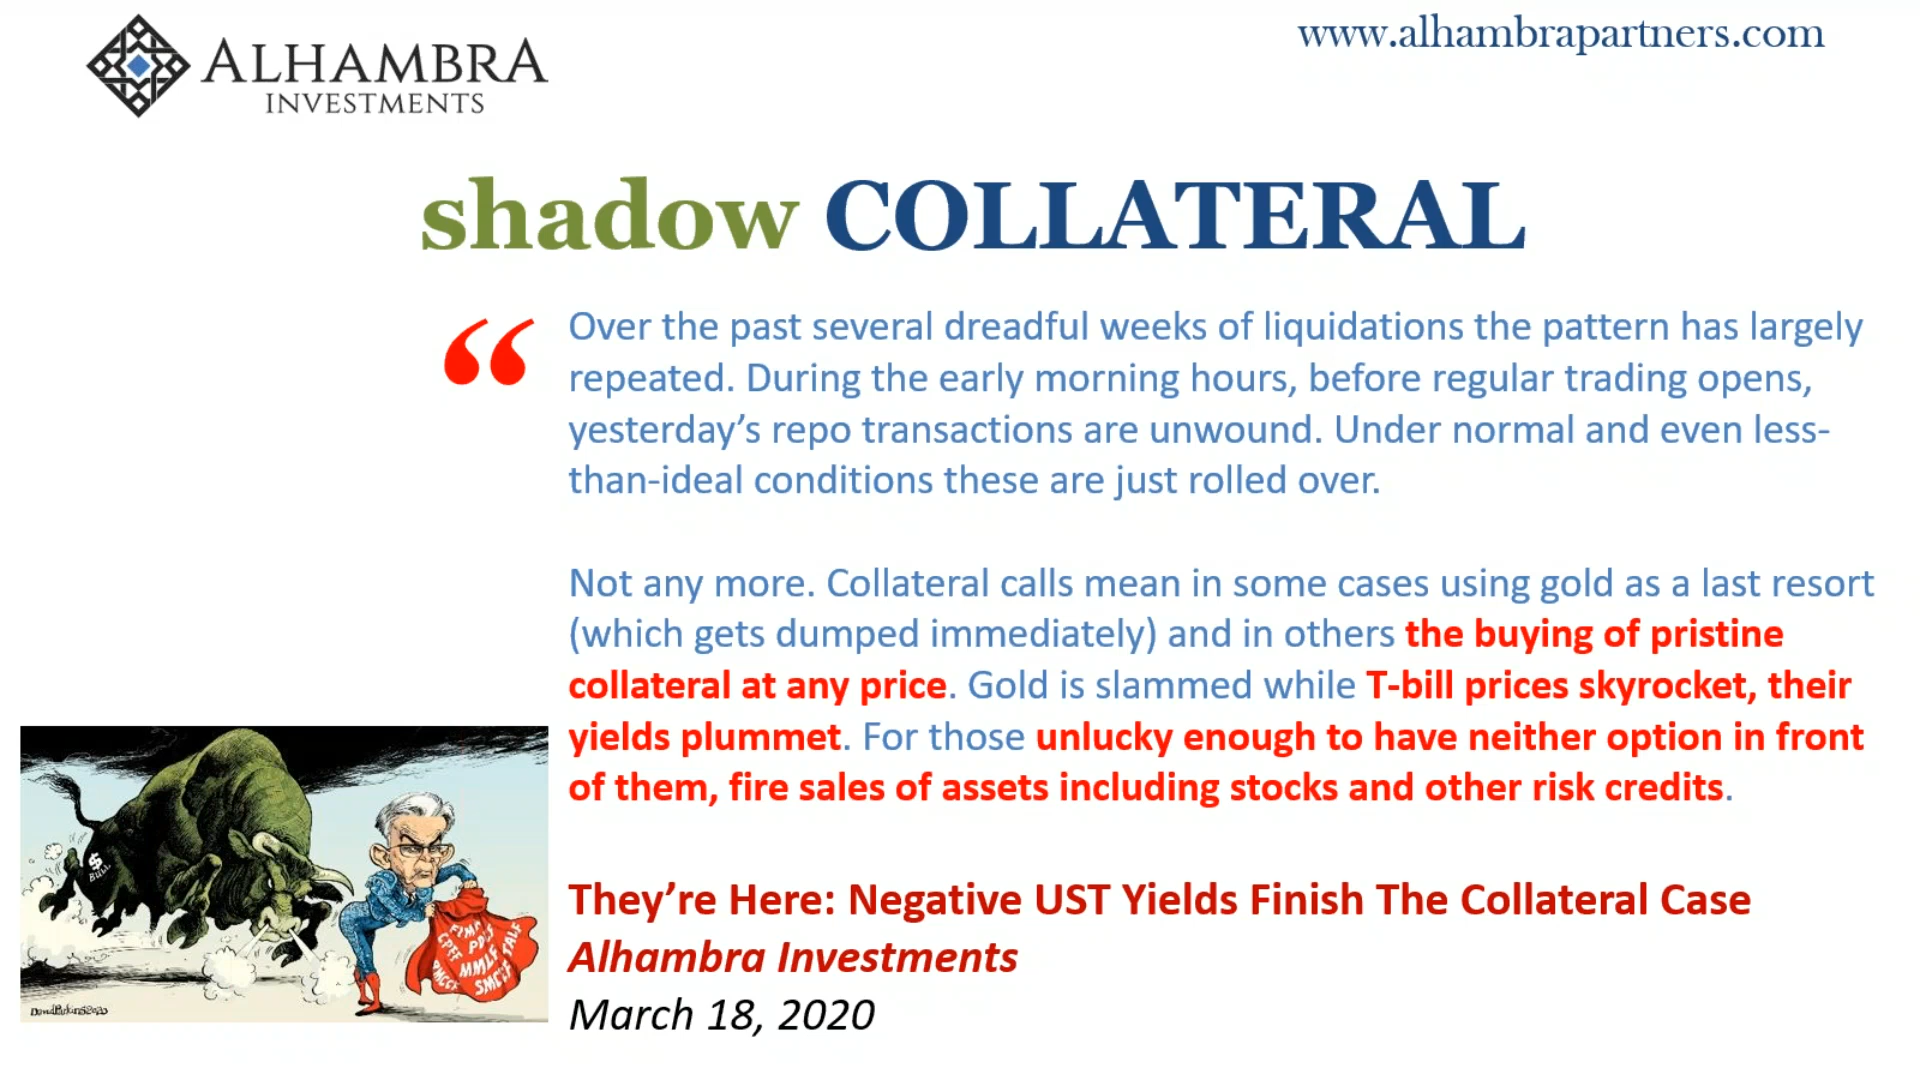 ALHAMBRA
INVESTMENTS
www.alhambrapartners.com
shadow COLLATERAL
“
Over the past several dreadful weeks of liquidations the pattern has largely
repeated. During the early morning hours, before regular trading opens,
yesterday’s repo transactions are unwound. Under normal and even less-
than-ideal conditions these are just rolled over.
Not any more. Collateral calls mean in some cases using gold as a last resort
(which gets dumped immediately) and in others the buying of pristine
collateral at any price. Gold is slammed while T-bill prices skyrocket, their
yields plummet. For those unlucky enough to have neither option in front
of them, fire sales of assets including stocks and other risk credits.
They’re Here: Negative UST Yields Finish The Collateral Case
Alhambra Investments
March 18, 2020
$
BULL
CPFF
MMLF
TALF